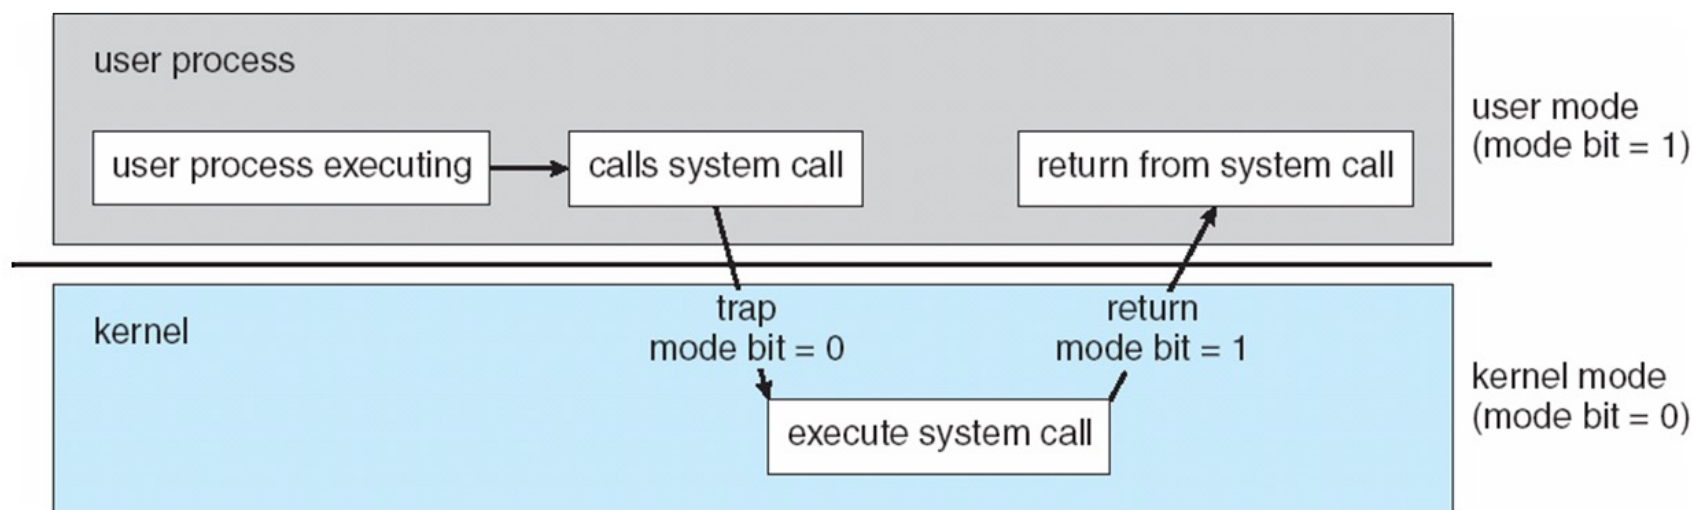 user process
user process executing
calls system call
return from system call
user mode
(mode bit = 1)
kernel
trap
mode bit = 0
return
mode bit = 1
execute system call
kernel mode
(mode bit = 0)